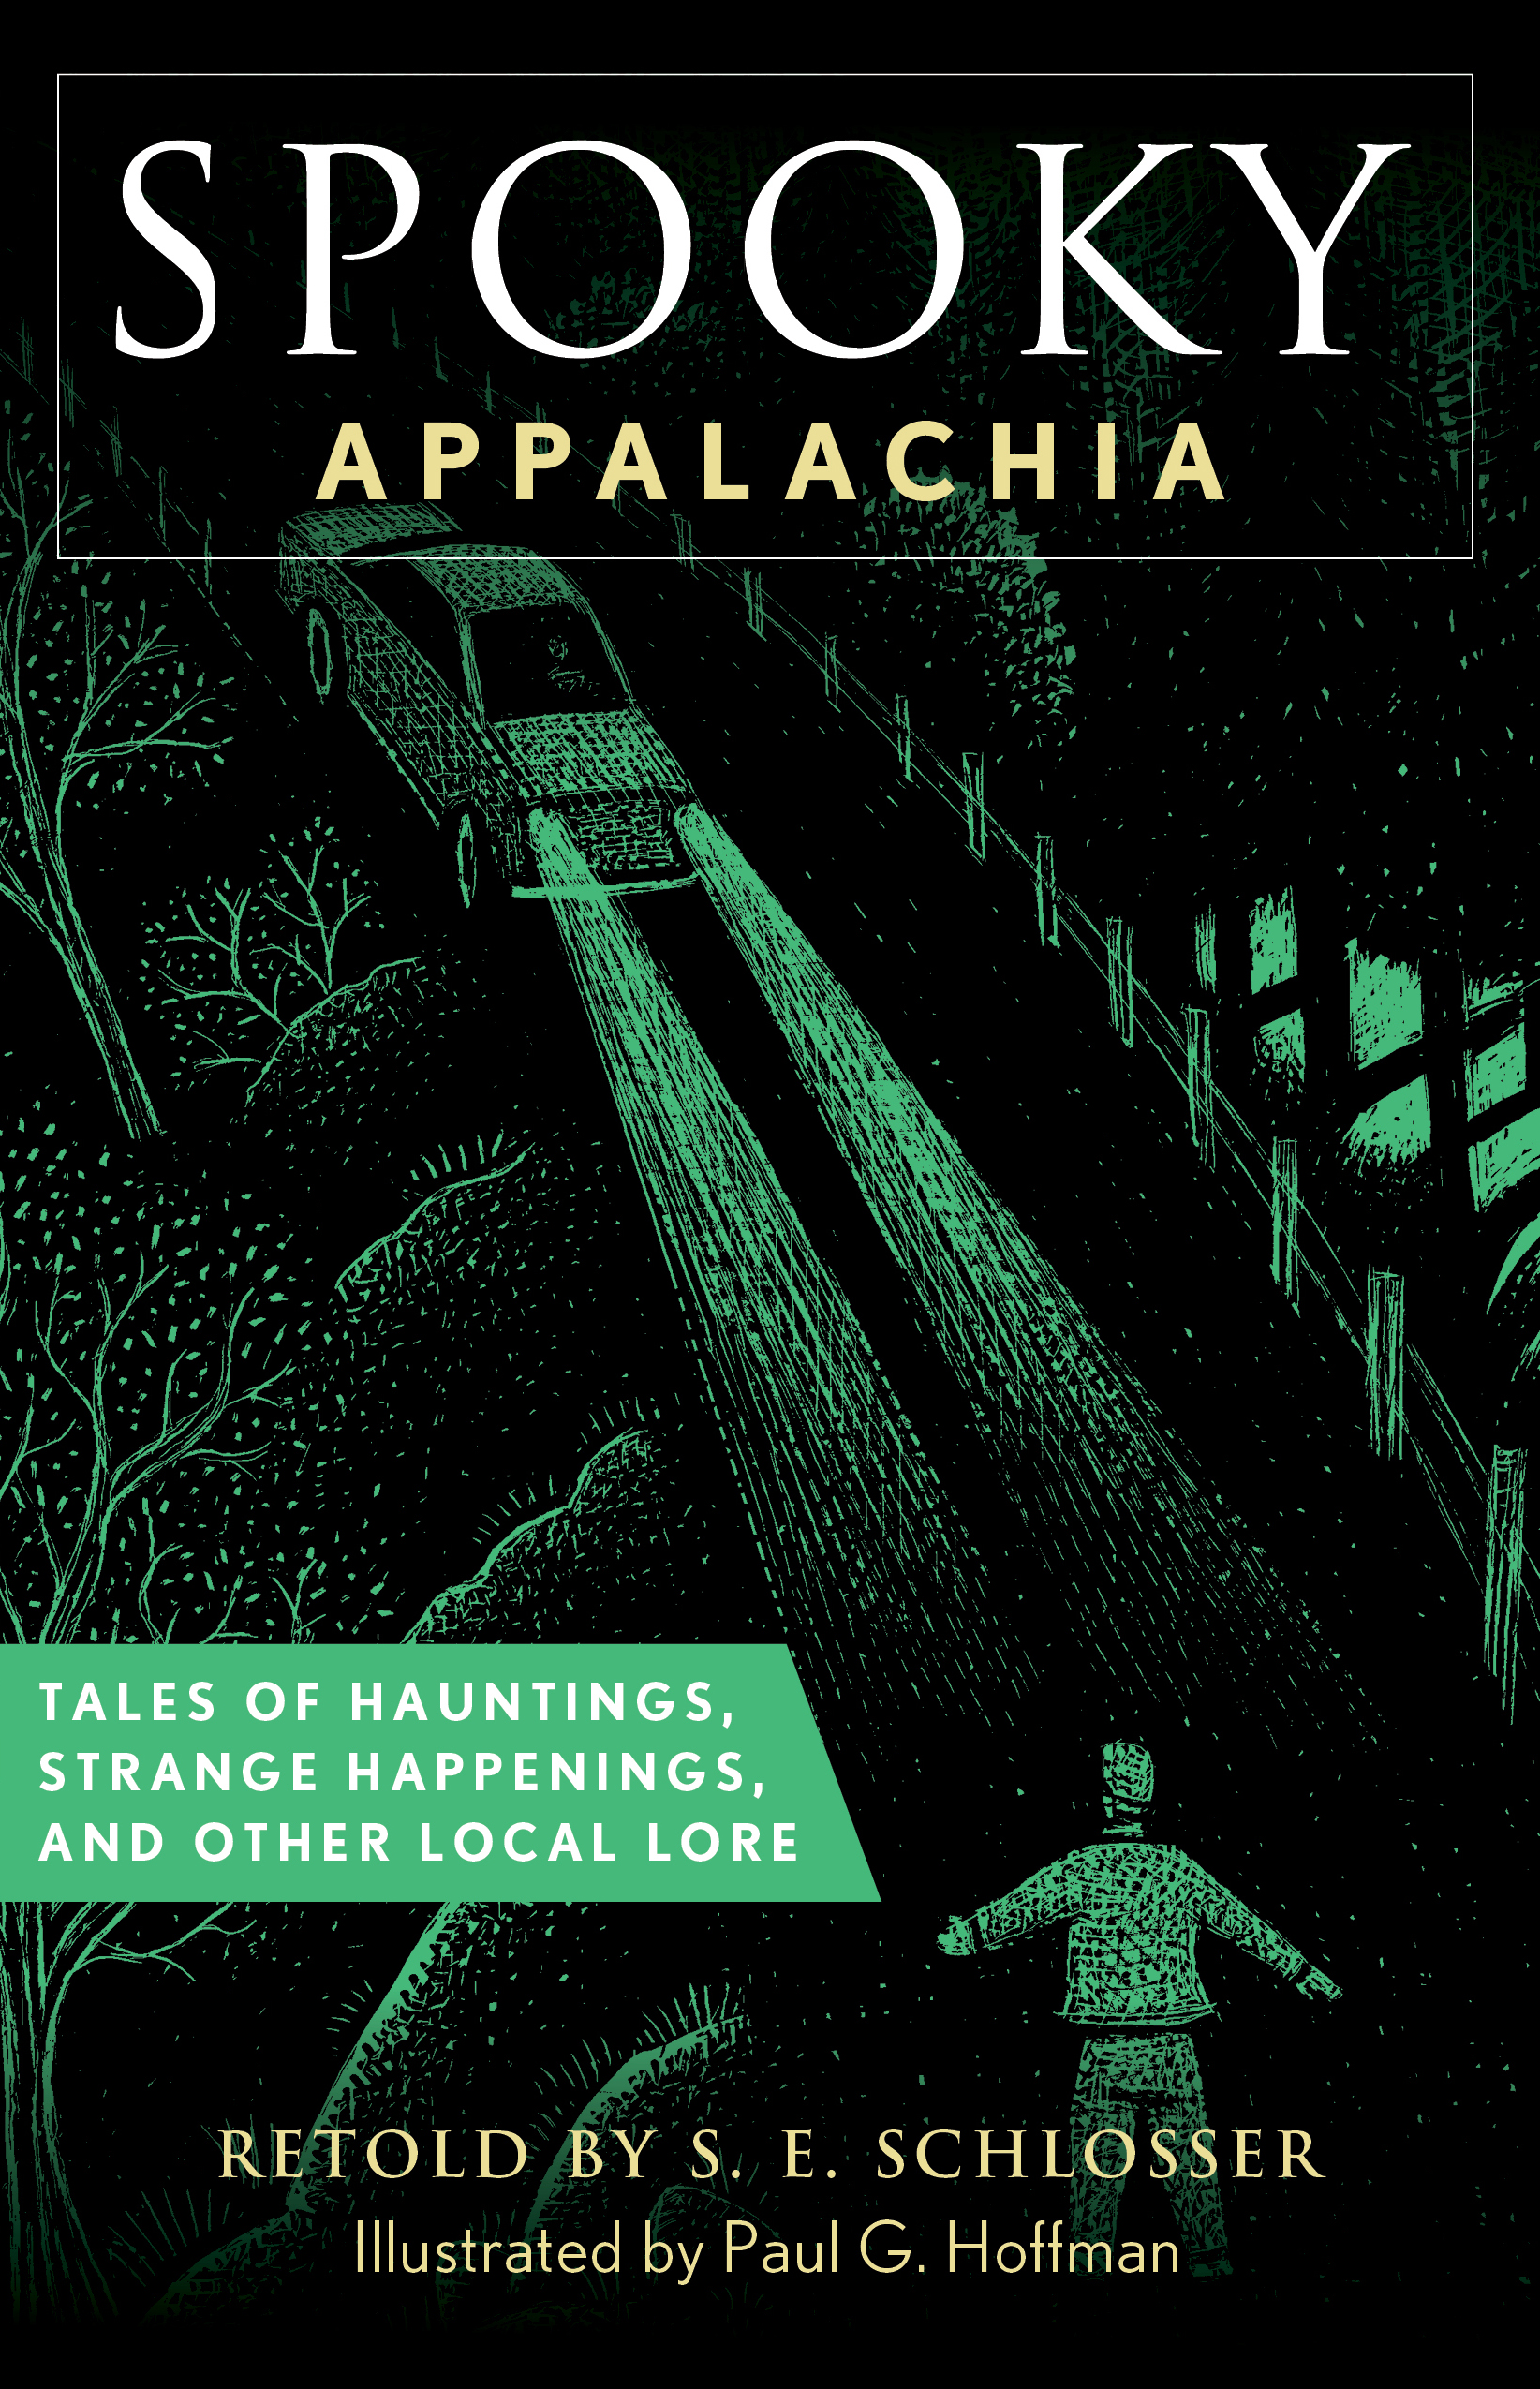 SPOOKY
APPALACHIA
TALES OF HAUNTINGS,
STRANGE HAPPENINGS,
AND OTHER LOCAL LORE
RETOLD BY S. E. SCHLOSSER
Illustrated by Paul G. Hoffman